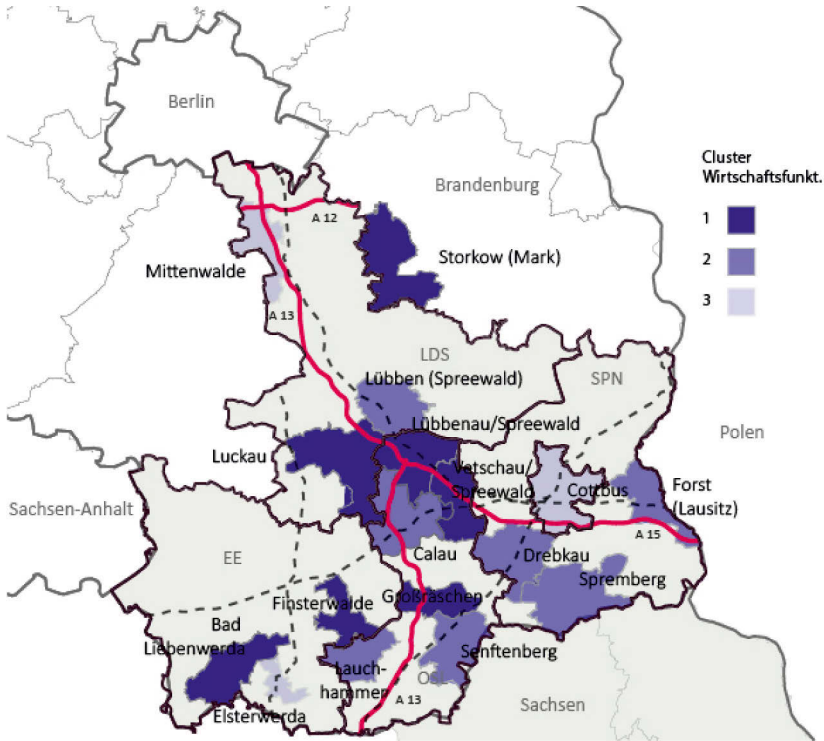 Berlin
Cluster
Wirtschaftsfunkt.
Brandenburg
1
A 12
2
Storkow (Mark)
Mittenwalde
3
A 13
LDS
Lübben (Spreewald)
SPN
Lübbenau/Spreewald
Polen
Luckau
Vetschau/
Spreewald
Cottbus
Forst
(Lausitz)
Sachsen-Anhalt
A 15
Calau
Drebkau
EE
Spremberg
Finsterwalde
Großräschen
Bad
Liebenwerda
Senftenberg
Lauch-
hammer
OSL
A 13
Sachsen
Elsterwerda